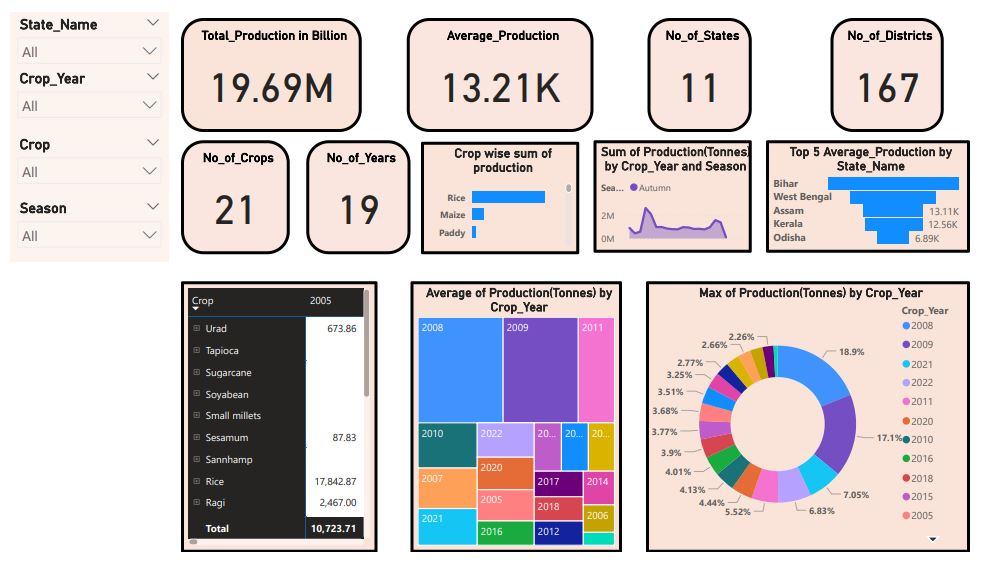 State_Name
All
Crop_Year
All
Crop
All
Season
All
Total_Production in Billion
19.69M
Average_Production
13.21K
No_of_States
11
No_of_Districts
167
No_of_Crops
21
No_of_Years
19
Crop wise sum of
production
Rice
Maize
Paddy
Sum of Production(Tonnes)
by Crop_Year and Season
Sea... Autumn
2M
0M
Top 5 Average_Production by
State_Name
Bihar
West Bengal
Assam 13.11K
Kerala 12.56K
Odisha 6.89K
Crop 2005
Urad 673.86
Tapioca
Sugarcane
Soyabean
Small millets
Sesamum 87.83
Sannhamp
Rice 17,842.87
Ragi 2,467.00
Total 10,723.71
Average of Production(Tonnes) by
Crop_Year
2008
2009
2011
2010
2007
2021
2022
2020
2005
2016
20...
20...
20...
2017
2018
2012
2014
2006
Max of Production(Tonnes) by Crop_Year
18.9%
17.1%
7.05%
6.83%
5.52%
4.44%
4.13%
4.01%
3.9%
3.77%
3.68%
3.51%
3.25%
2.77%
2.66%
2.26%
Crop_Year
2008
2009
2021
2022
2011
2020
2010
2016
2018
2015
2005